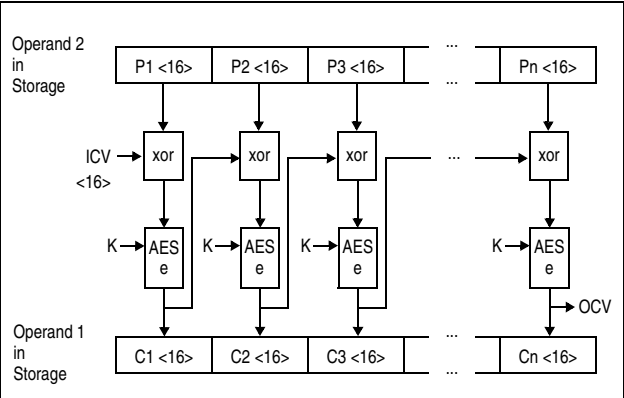 Operand 2
in
Storage
P1 <16> P2 <16> P3 <16> ... ... Pn <16>
ICV
<16>
xor xor xor ... xor
K AES
e
K AES
e
K AES
e
K AES
e
OCV
Operand 1
in
Storage
C1 <16> C2 <16> C3 <16> ... ... Cn <16>